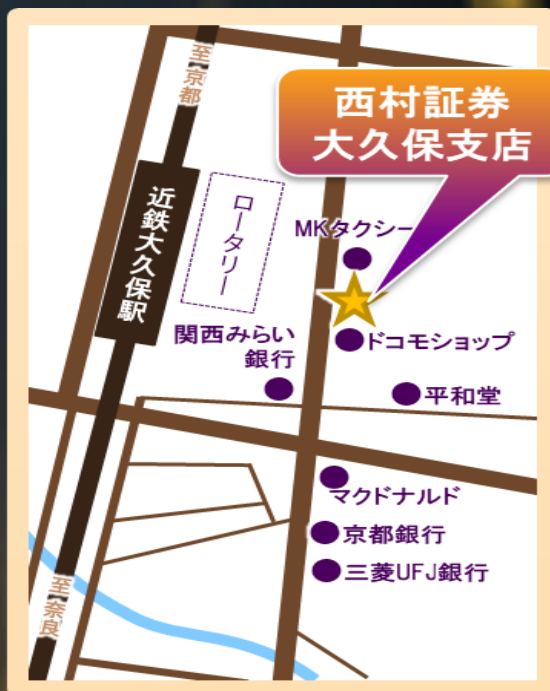 至京都
西村証券
大久保支店
近鉄大久保駅
ロータリー
MKタクシー
関西みらい
銀行
ドコモショップ
平和堂
マクドナルド
京都銀行
三菱UFJ銀行
至奈良